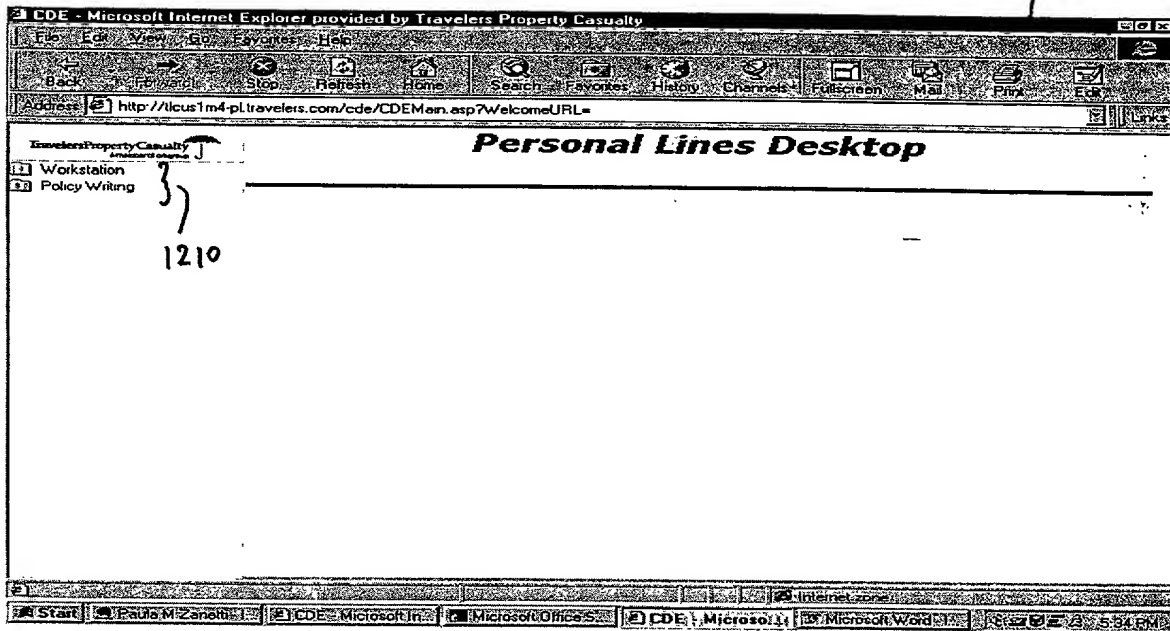 CDE - Microsoft Internet Explorer provided by Travelers Property Casualty
File Edit View Go Favorites Help
Back Forward Stop Refresh Home Search Favorites History Channels Fullscreen Mail Print Edit
Address http://tlcus1m4-pl.travelers.com/cde/CDEMain.asp?WelcomeURL= Links
TravelersPropertyCasualty
Personal Lines Desktop
Workstation
Policy Writing
1210
Internet zone
Start Paula M Zanotti CDE - Microsoft In... Microsoft Office S... CDE - Microso... Microsoft Word 5:34 PM